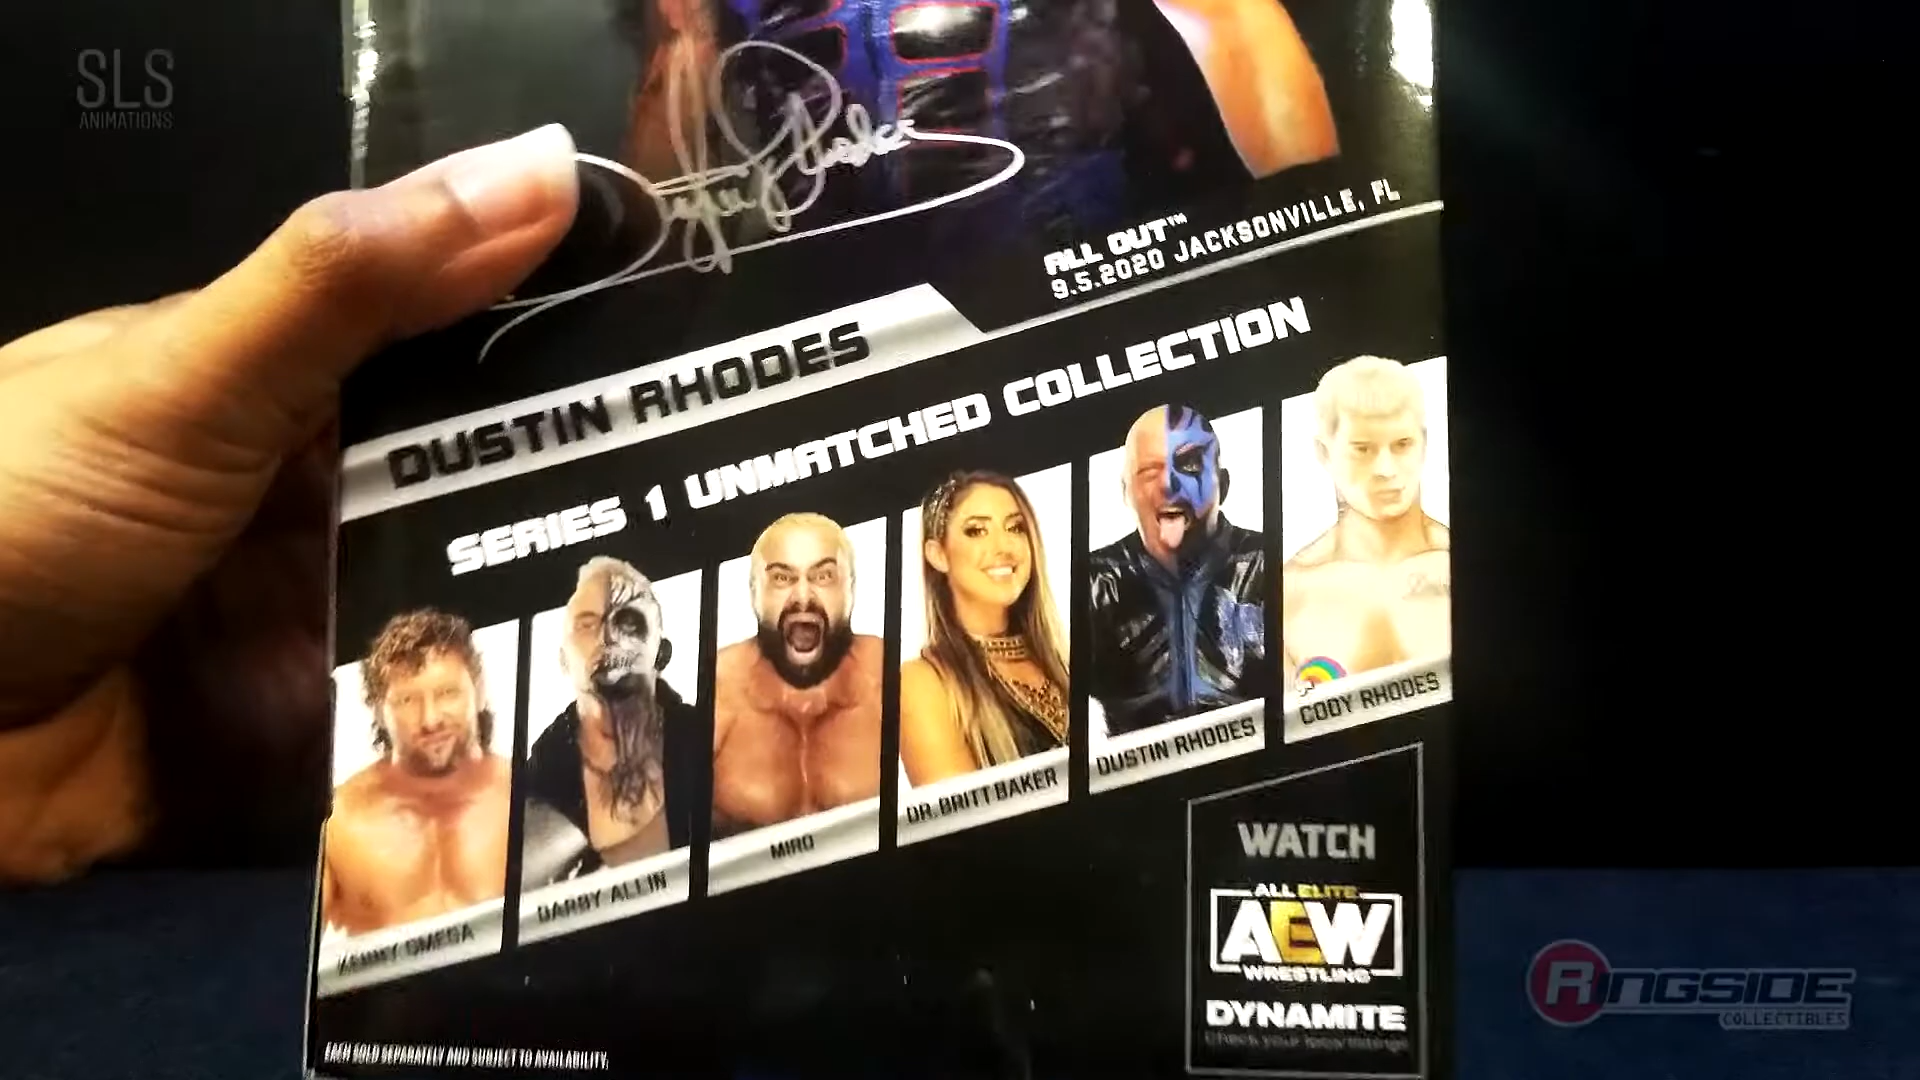 SLS
ANIMATIONS
Dustin Rhodes
ALL OUT™
9.5.2020 JACKSONVILLE, FL
DUSTIN RHODES
SERIES 1 UNMATCHED COLLECTION
KENNY OMEGA
DARBY ALLIN
MIRO
DR. BRITT BAKER
DUSTIN RHODES
CODY RHODES
WATCH
ALL ELITE
AEW
WRESTLING
DYNAMITE
EACH SOLD SEPARATELY AND SUBJECT TO AVAILABILITY.
RINGSIDE
COLLECTIBLES